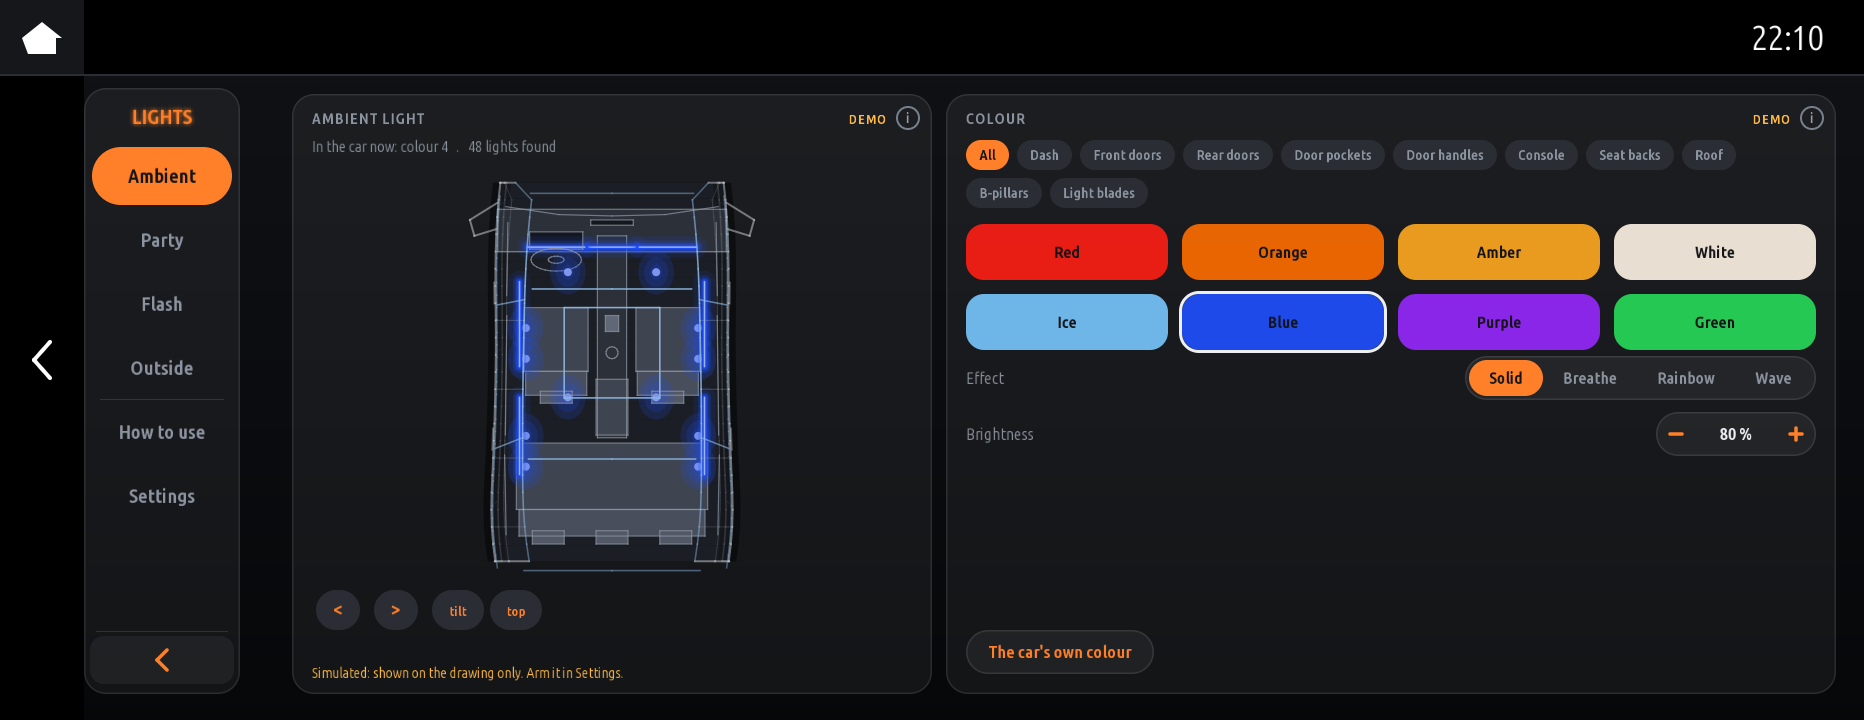 22:10
LIGHTS
Ambient
Party
Flash
Outside
How to use
Settings
AMBIENT LIGHT
DEMO i
In the car now: colour 4 . 48 lights found
< > tilt top
Simulated: shown on the drawing only. Arm it in Settings.
COLOUR
DEMO i
All Dash Front doors Rear doors Door pockets Door handles Console Seat backs Roof
B-pillars Light blades
Red Orange Amber White
Ice Blue Purple Green
Effect Solid Breathe Rainbow Wave
Brightness − 80 % +
The car's own colour